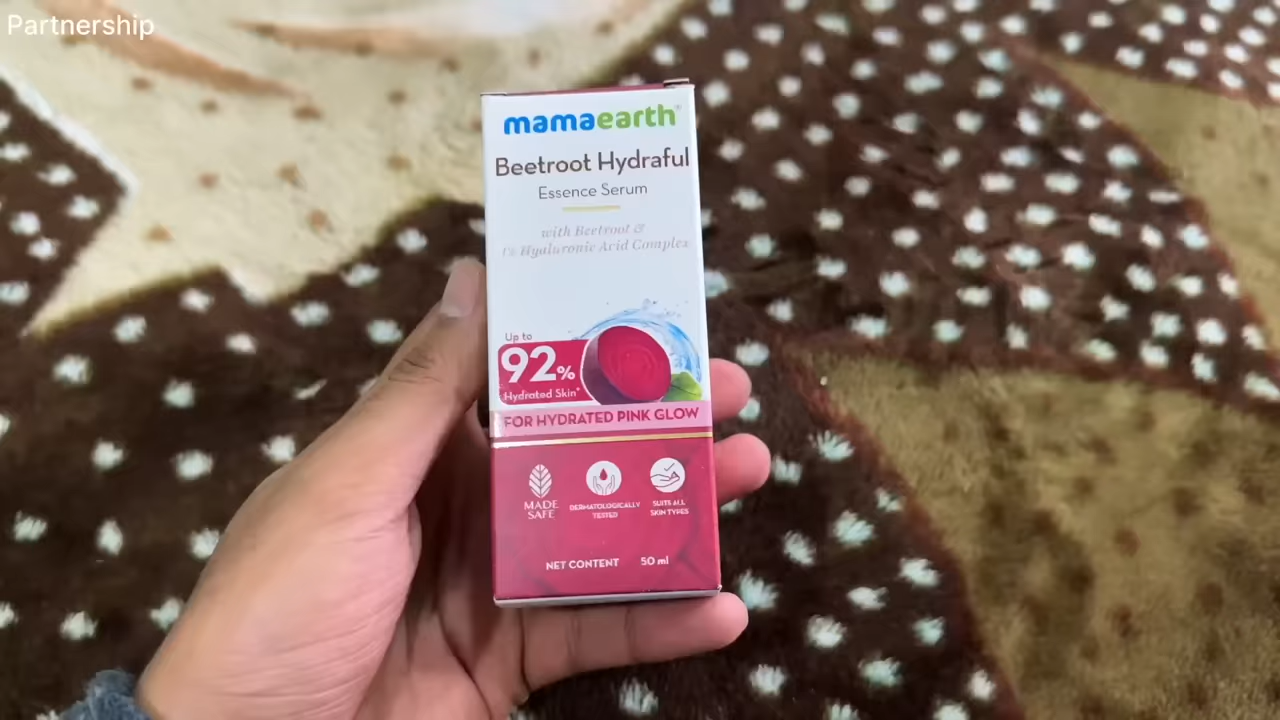 Partnership
mamaearth®
Beetroot Hydraful
Essence Serum
with Beetroot &
1% Hyaluronic Acid Complex
Up to
92%
Hydrated Skin*
FOR HYDRATED PINK GLOW
MADE
SAFE
DERMATOLOGICALLY
TESTED
SUITS ALL
SKIN TYPES
NET CONTENT 50 ml